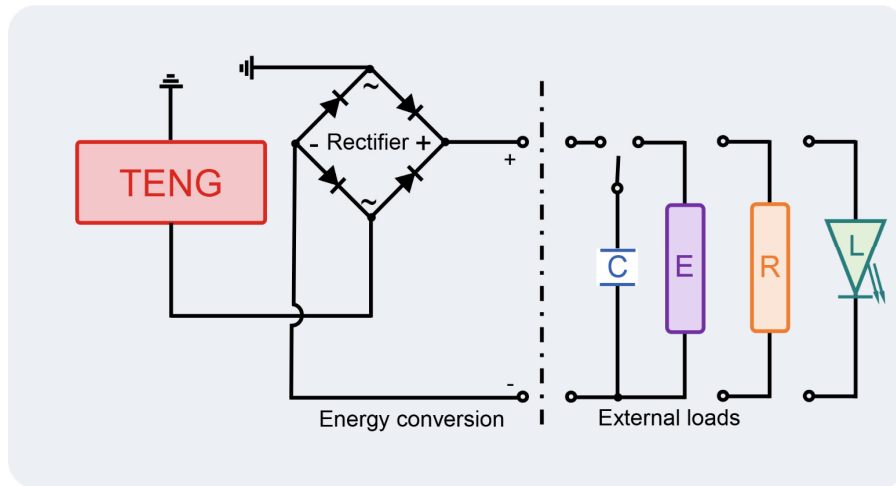 ~
- Rectifier +
TENG
~
+
C
E
R
L
-
Energy conversion
External loads